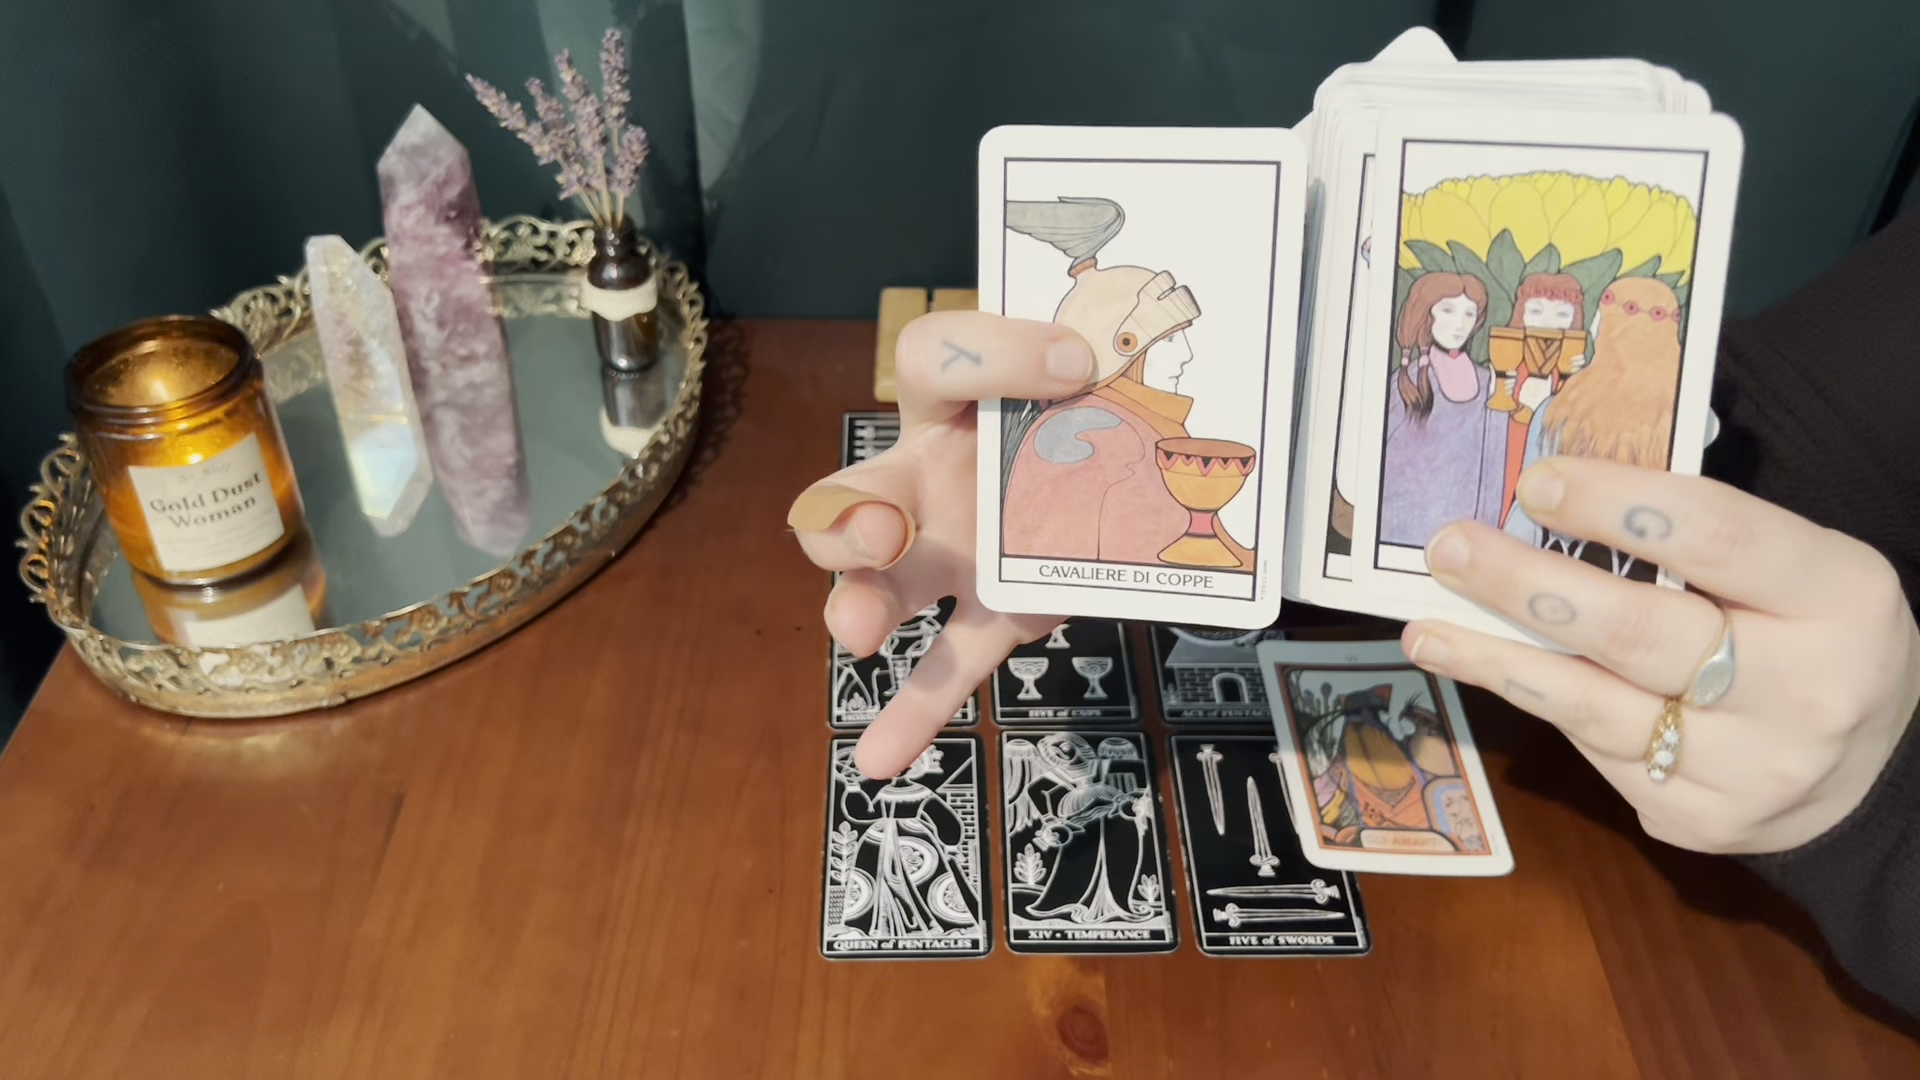 Gold Dust
Woman
CAVALIERE DI COPPE
Y
G
O
L
FIVE of CUPS
ACE of PENTACLES
QUEEN of PENTACLES
XIV • TEMPERANCE
FIVE of SWORDS